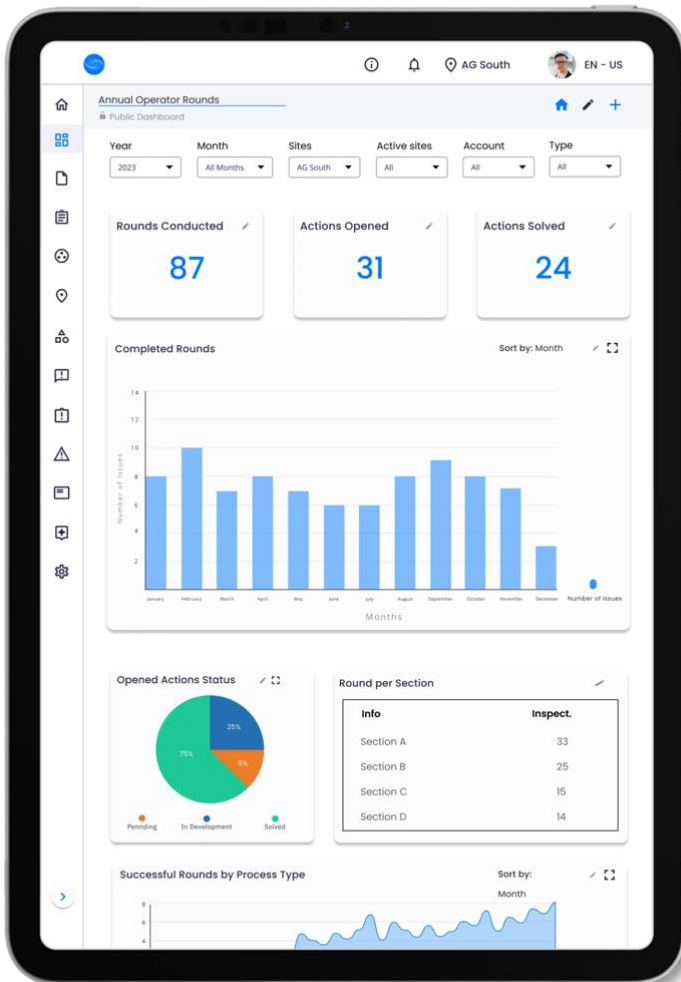 AG South
EN - US
Annual Operator Rounds
Public Dashboard
Year Month Sites Active sites Account Type
2023 All Months AG South All All All
Rounds Conducted Actions Opened Actions Solved
87 31 24
Completed Rounds Sort by: Month
14
12
10
8
6
4
2
Number of Issues
January February March April May June July August September October November December Number of Issues
Months
Opened Actions Status
25%
75%
5%
Pennding In Development Solved
Round per Section
Info Inspect.
Section A 33
Section B 25
Section C 15
Section D 14
Successful Rounds by Process Type Sort by:
Month
8
6
4